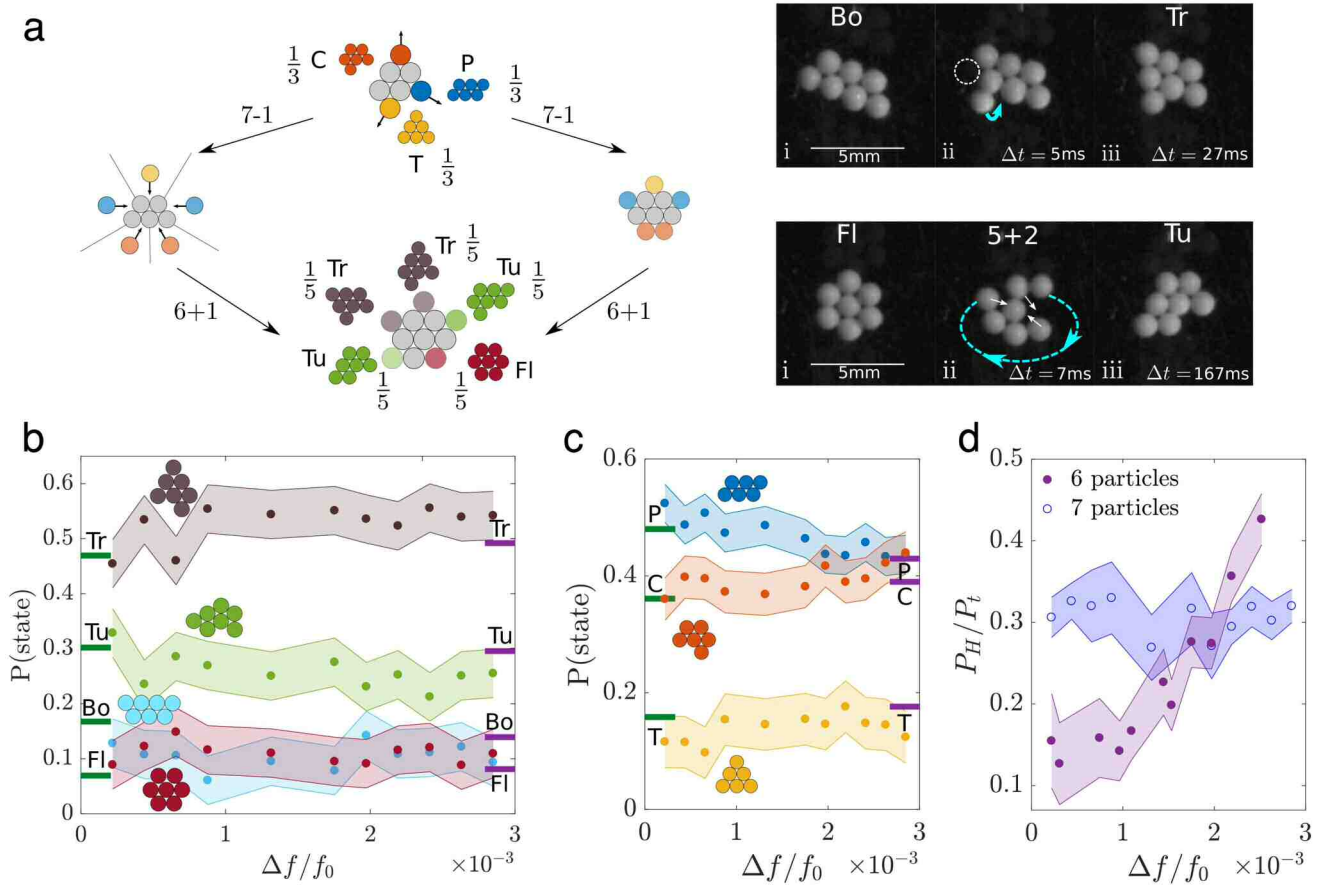 a
1/3 C
P 1/3
T 1/3
7-1
7-1
6+1
6+1
Tr 1/5
1/5 Tr
Tu 1/5
Tu 1/5
1/5 Fl
Bo
Tr
i
5mm
ii
Δt = 5ms
iii
Δt = 27ms
Fl
5+2
Tu
i
5mm
ii
Δt = 7ms
iii
Δt = 167ms
b
P(state)
0.6
0.5
0.4
0.3
0.2
0.1
0
Tr
Tu
Bo
Fl
Tr
Tu
Bo
Fl
0 1 2 3
Δf/f₀ ×10⁻³
c
P(state)
0.6
0.4
0.2
0
P
C
T
P
C
T
0 1 2 3
Δf/f₀ ×10⁻³
d
P_H/P_t
0.5
0.4
0.3
0.2
0.1
6 particles
7 particles
0 1 2 3
Δf/f₀ ×10⁻³